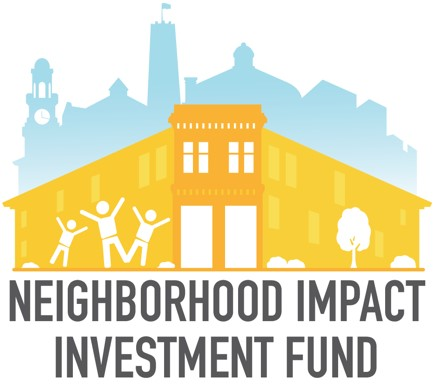 NEIGHBORHOOD IMPACT
INVESTMENT FUND